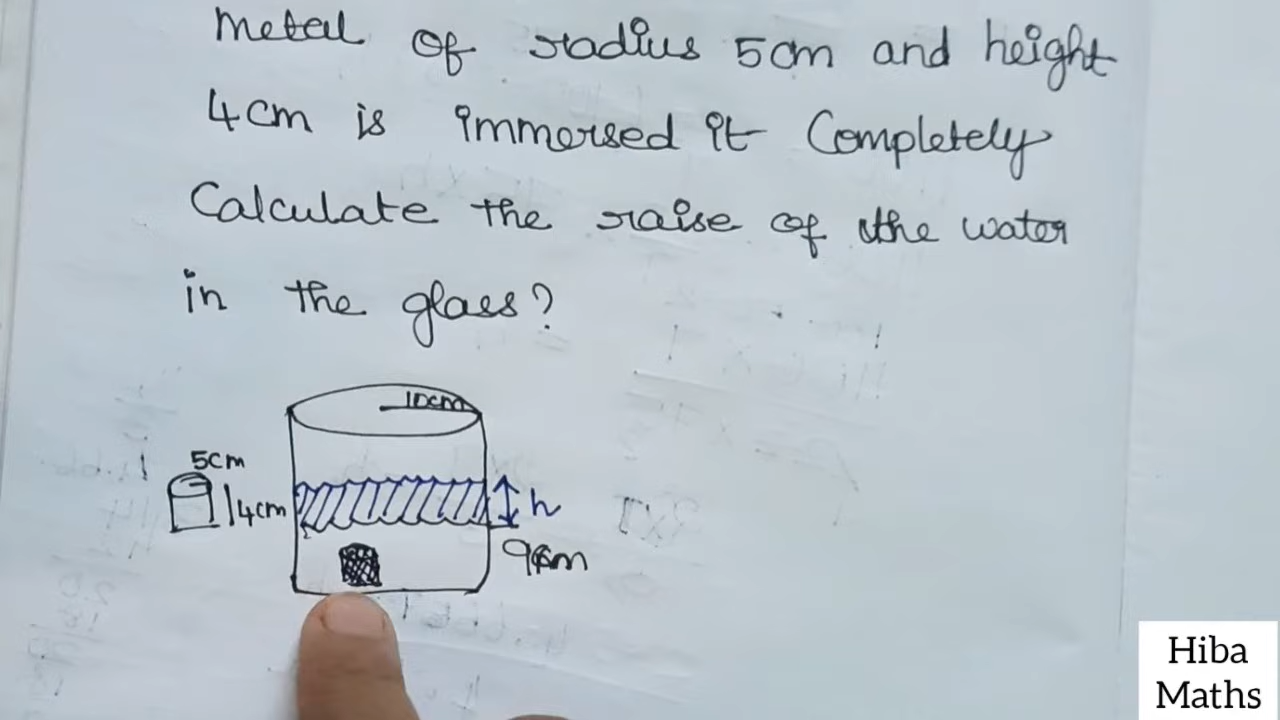 metal of radius 5cm and height
4cm is immersed it Completely
Calculate the raise of the water
in the glass?
10cm
5cm
4cm
h
9cm
Hiba
Maths